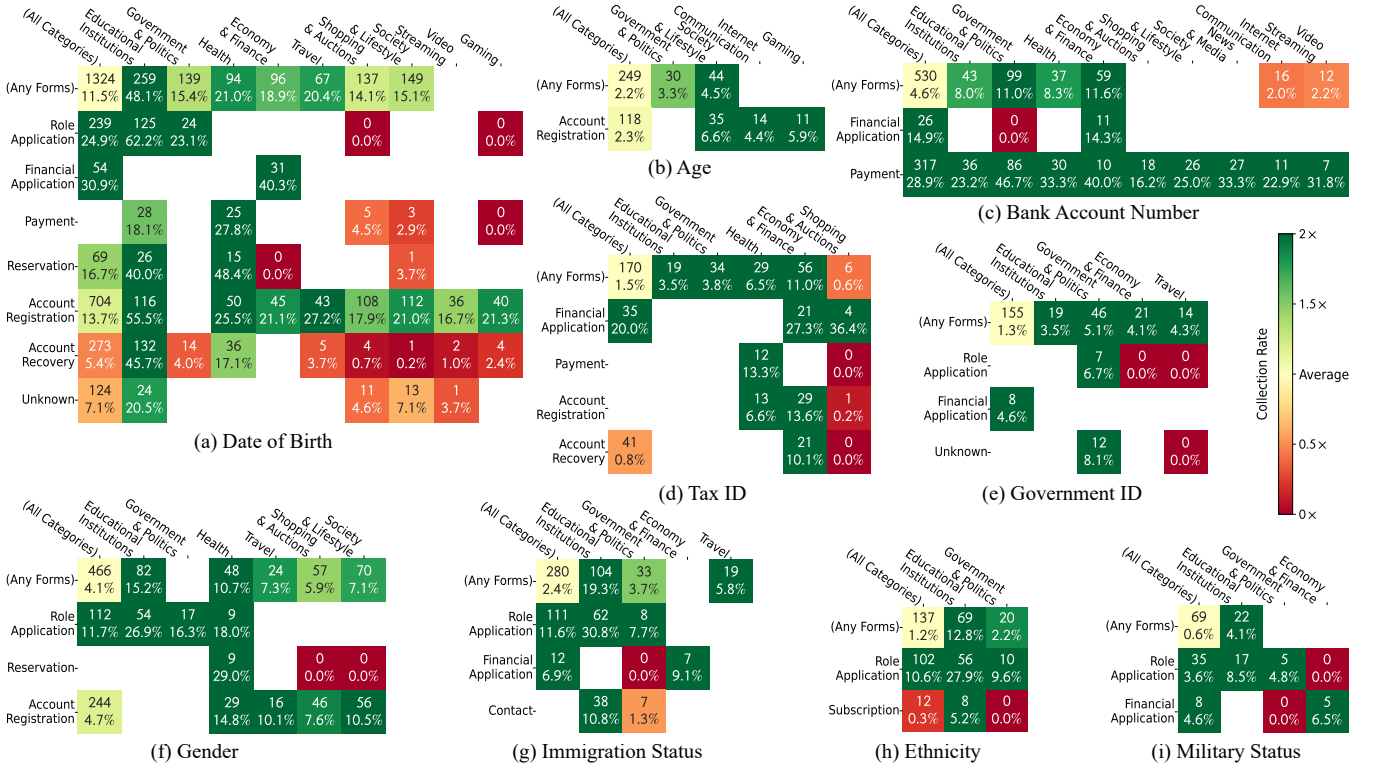 (All Categories)
Educational
Institutions
Government
& Politics
Health
Economy
& Finance
Travel
Shopping
& Auctions
Society
& Lifestyle
Video
Streaming
Gaming
(Any Forms)
1324 259 139 94 96 67 137 149
11.5% 48.1% 15.4% 21.0% 18.9% 20.4% 14.1% 15.1%
Role
Application
239 125 24 0 0
24.9% 62.2% 23.1% 0.0% 0.0%
Financial
Application
54 31
30.9% 40.3%
Payment
28 25 5 3 0
18.1% 27.8% 4.5% 2.9% 0.0%
Reservation
69 26 15 0 1
16.7% 40.0% 48.4% 0.0% 3.7%
Account
Registration
704 116 50 45 43 108 112 36 40
13.7% 55.5% 25.5% 21.1% 27.2% 17.9% 21.0% 16.7% 21.3%
Account
Recovery
273 132 14 36 5 4 1 2 4
5.4% 45.7% 4.0% 17.1% 3.7% 0.7% 0.2% 1.0% 2.4%
Unknown
124 24 11 13 1
7.1% 20.5% 4.6% 7.1% 3.7%
(a) Date of Birth
(All Categories)
Government
& Politics
Society
& Lifestyle
Internet
Communication
Gaming
(Any Forms)
249 30 44
2.2% 3.3% 4.5%
Account
Registration
118 35 14 11
2.3% 6.6% 4.4% 5.9%
(b) Age
(All Categories)
Educational
Institutions
Government
& Politics
Health
Economy
& Finance
Shopping
& Auctions
Society
& Lifestyle
News
& Media
Internet
Communication
Video
Streaming
(Any Forms)
530 43 99 37 59 16 12
4.6% 8.0% 11.0% 8.3% 11.6% 2.0% 2.2%
Financial
Application
26 0 11
14.9% 0.0% 14.3%
Payment
317 36 86 30 10 18 26 27 11 7
28.9% 23.2% 46.7% 33.3% 40.0% 16.2% 25.0% 33.3% 22.9% 31.8%
(c) Bank Account Number
(All Categories)
Educational
Institutions
Government
& Politics
Health
Economy
& Finance
Shopping
& Auctions
(Any Forms)
170 19 34 29 56 6
1.5% 3.5% 3.8% 6.5% 11.0% 0.6%
Financial
Application
35 21 4
20.0% 27.3% 36.4%
Payment
12 0
13.3% 0.0%
Account
Registration
13 29 1
6.6% 13.6% 0.2%
Account
Recovery
41 21 0
0.8% 10.1% 0.0%
(d) Tax ID
(All Categories)
Educational
Institutions
Government
& Politics
Economy
& Finance
Travel
(Any Forms)
155 19 46 21 14
1.3% 3.5% 5.1% 4.1% 4.3%
Role
Application
7 0 0
6.7% 0.0% 0.0%
Financial
Application
8
4.6%
Unknown
12 0
8.1% 0.0%
(e) Government ID
2×
1.5×
Average
0.5×
0×
Collection Rate
(All Categories)
Educational
Institutions
Government
& Politics
Health
Travel
Shopping
& Auctions
Society
& Lifestyle
(Any Forms)
466 82 48 24 57 70
4.1% 15.2% 10.7% 7.3% 5.9% 7.1%
Role
Application
112 54 17 9
11.7% 26.9% 16.3% 18.0%
Reservation
9 0 0
29.0% 0.0% 0.0%
Account
Registration
244 29 16 46 56
4.7% 14.8% 10.1% 7.6% 10.5%
(f) Gender
(All Categories)
Educational
Institutions
Government
& Politics
Economy
& Finance
Travel
(Any Forms)
280 104 33 19
2.4% 19.3% 3.7% 5.8%
Role
Application
111 62 8
11.6% 30.8% 7.7%
Financial
Application
12 0 7
6.9% 0.0% 9.1%
Contact
38 7
10.8% 1.3%
(g) Immigration Status
(All Categories)
Educational
Institutions
Government
& Politics
(Any Forms)
137 69 20
1.2% 12.8% 2.2%
Role
Application
102 56 10
10.6% 27.9% 9.6%
Subscription
12 8 0
0.3% 5.2% 0.0%
(h) Ethnicity
(All Categories)
Educational
Institutions
Government
& Politics
Economy
& Finance
(Any Forms)
69 22
0.6% 4.1%
Role
Application
35 17 5 0
3.6% 8.5% 4.8% 0.0%
Financial
Application
8 0 5
4.6% 0.0% 6.5%
(i) Military Status